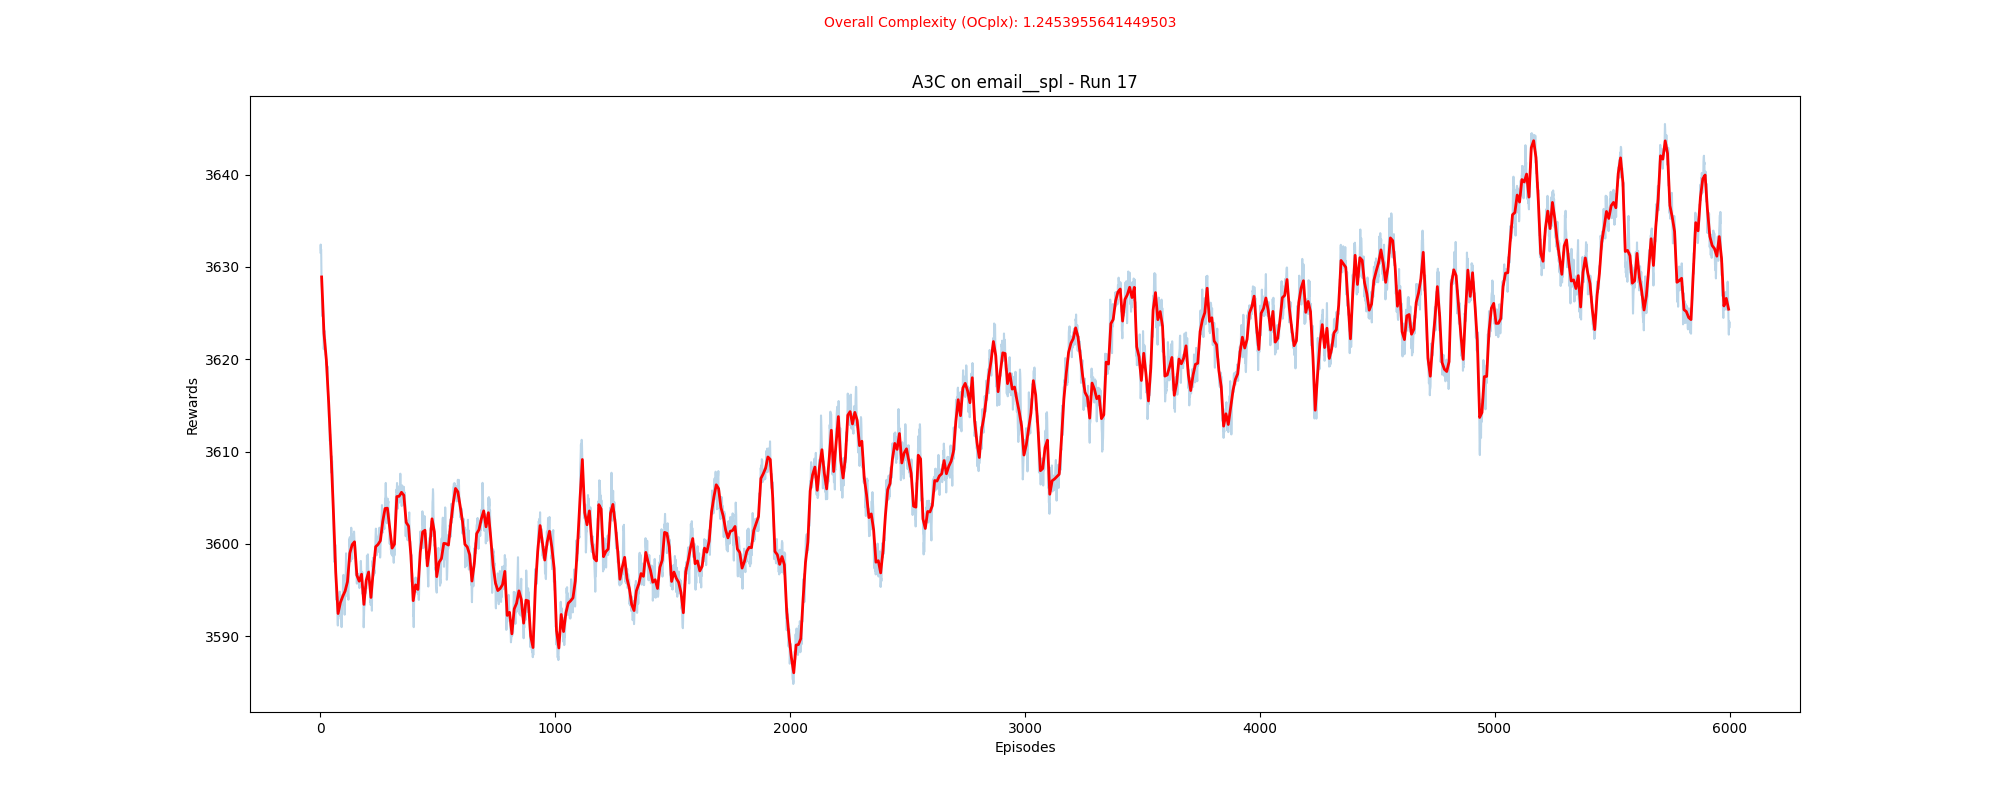 Overall Complexity (OCplx): 1.2453955641449503
A3C on email__spl - Run 17
3640
3630
3620
3610
3600
3590
Rewards
0 1000 2000 3000 4000 5000 6000
Episodes